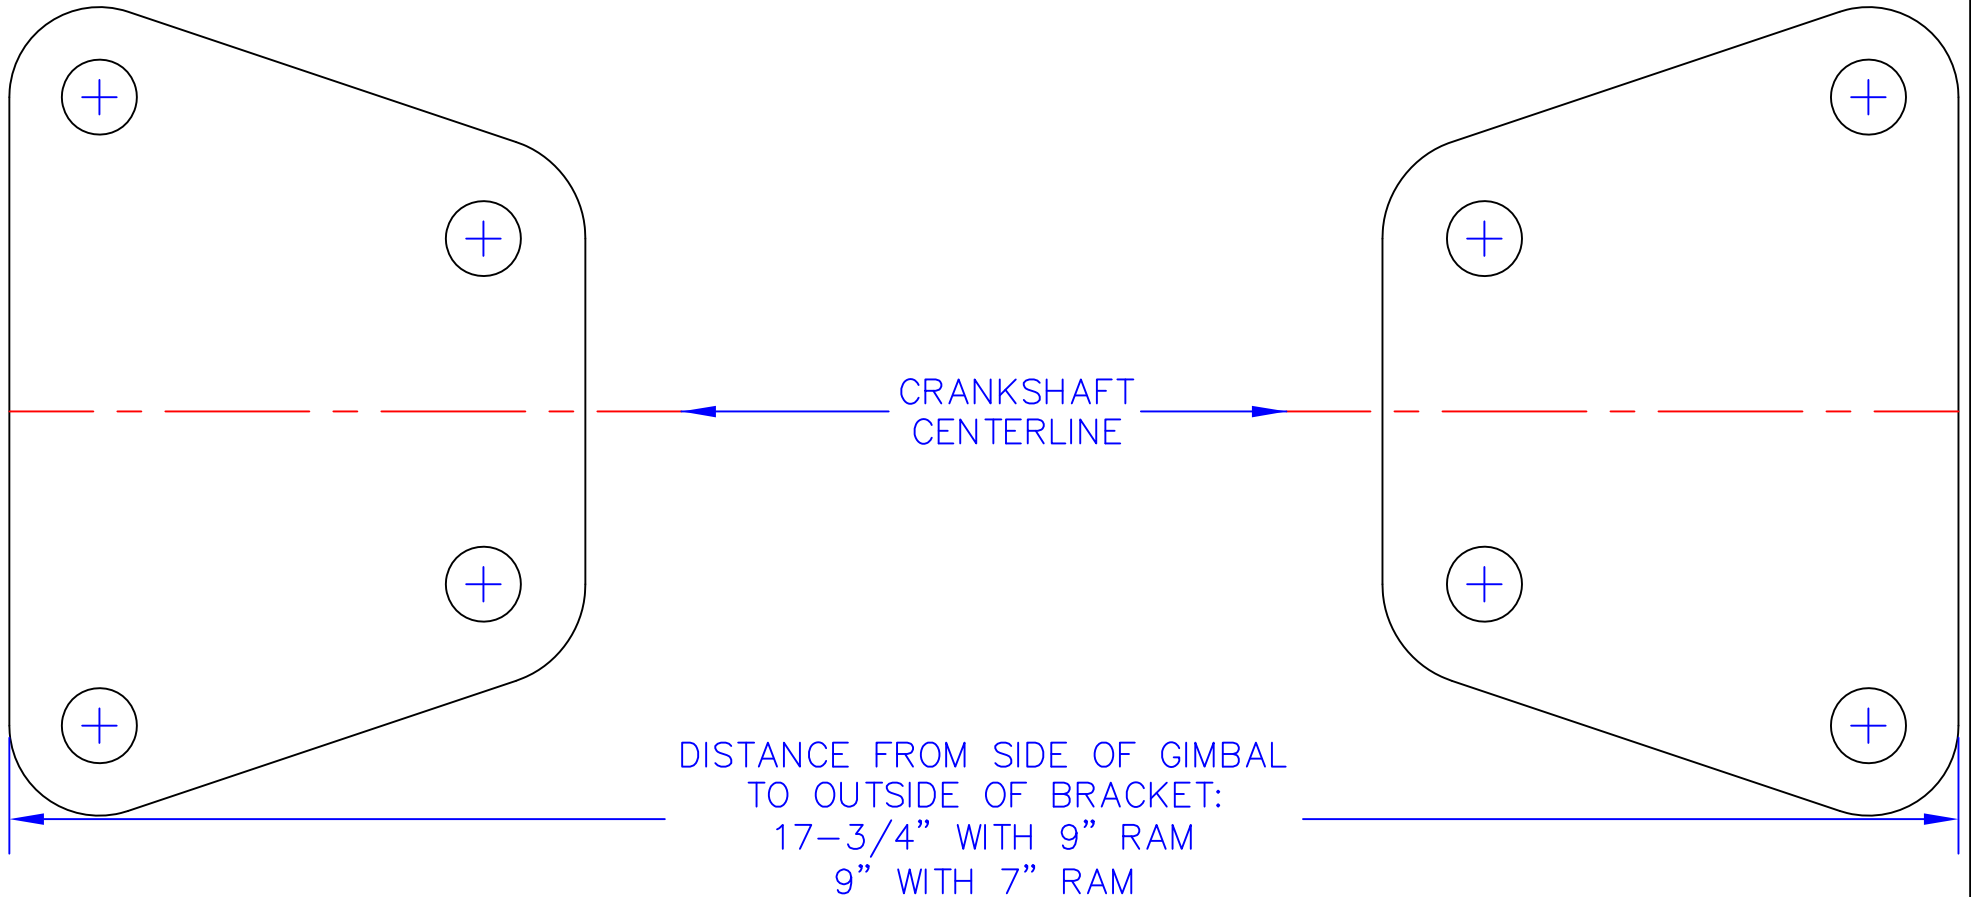 CRANKSHAFT
CENTERLINE
DISTANCE FROM SIDE OF GIMBAL
TO OUTSIDE OF BRACKET:
17-3/4” WITH 9” RAM
9” WITH 7” RAM